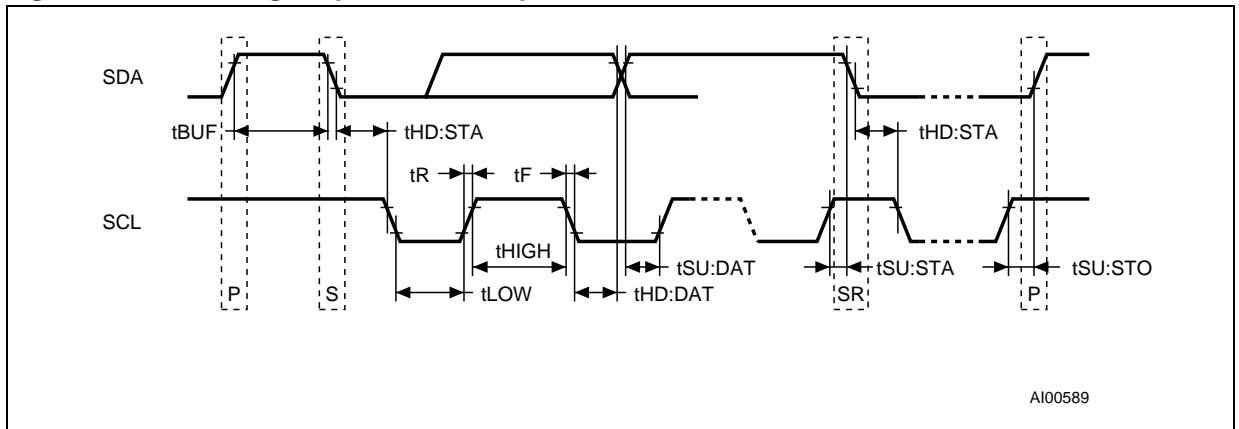 SDA
tBUF
tHD:STA
tHD:STA
tR
tF
SCL
tHIGH
tSU:DAT
tSU:STA
tSU:STO
P
S
tLOW
tHD:DAT
SR
P
AI00589